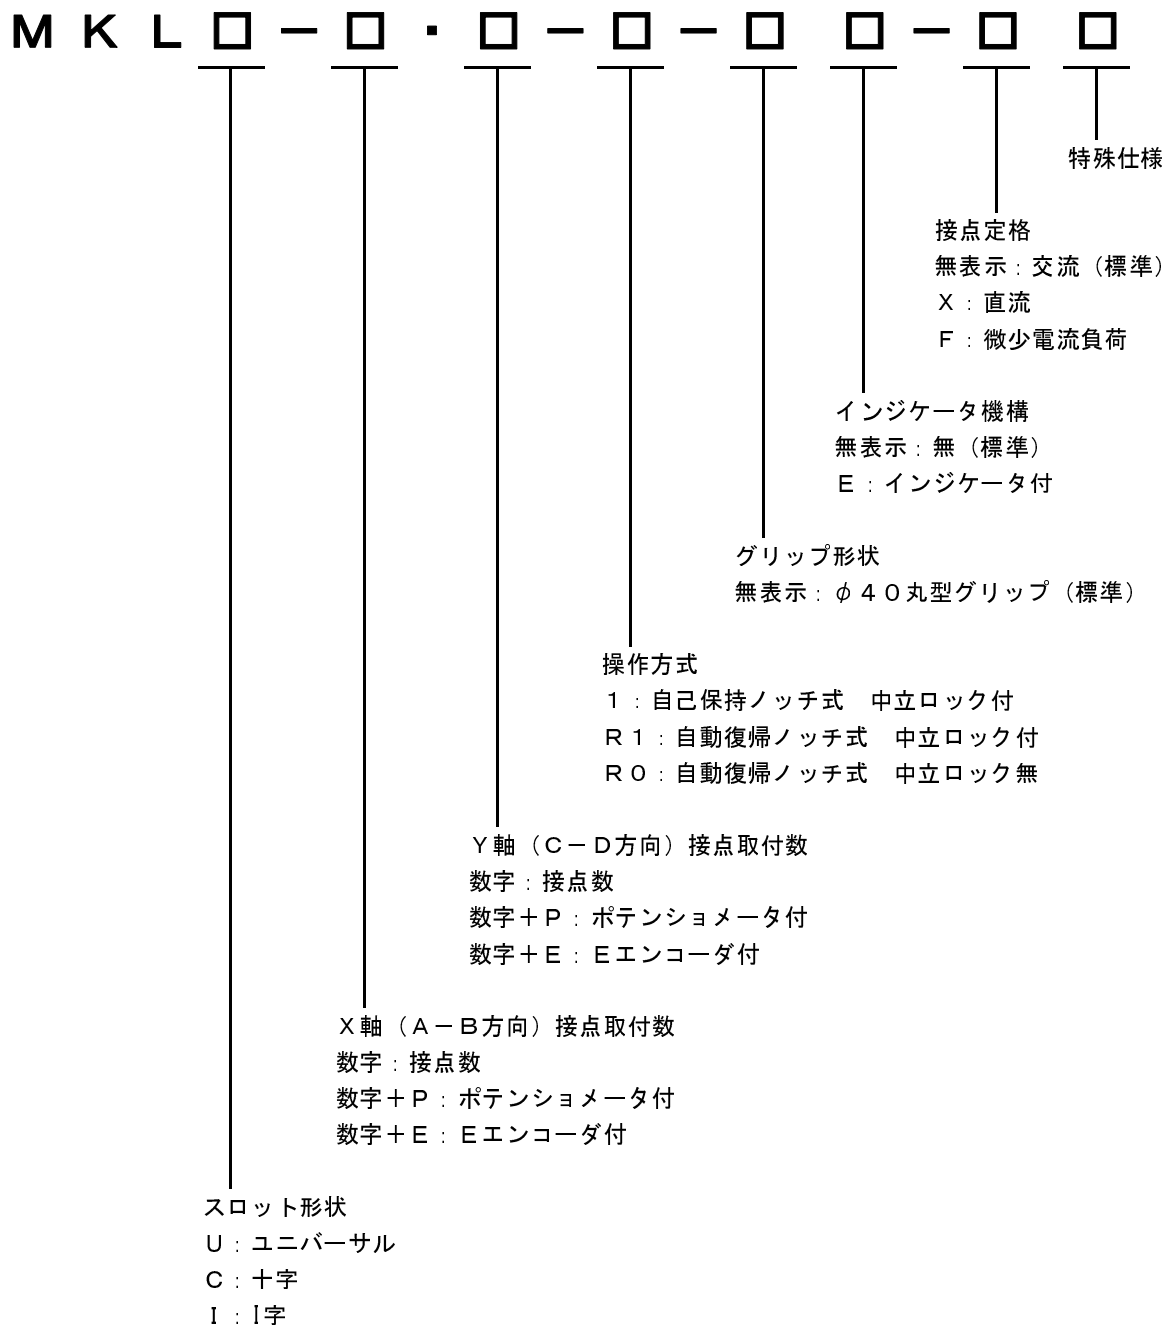 ＭＫＬ□－□・□－□－□□－□□
特殊仕様
接点定格
無表示：交流（標準）
Ｘ：直流
Ｆ：微少電流負荷
インジケータ機構
無表示：無（標準）
Ｅ：インジケータ付
グリップ形状
無表示：φ４０丸型グリップ（標準）
操作方式
１：自己保持ノッチ式　中立ロック付
Ｒ１：自動復帰ノッチ式　中立ロック付
Ｒ０：自動復帰ノッチ式　中立ロック無
Ｙ軸（Ｃ－Ｄ方向）接点取付数
数字：接点数
数字＋Ｐ：ポテンショメータ付
数字＋Ｅ：Ｅエンコーダ付
Ｘ軸（Ａ－Ｂ方向）接点取付数
数字：接点数
数字＋Ｐ：ポテンショメータ付
数字＋Ｅ：Ｅエンコーダ付
スロット形状
Ｕ：ユニバーサル
Ｃ：十字
Ｉ：Ｉ字